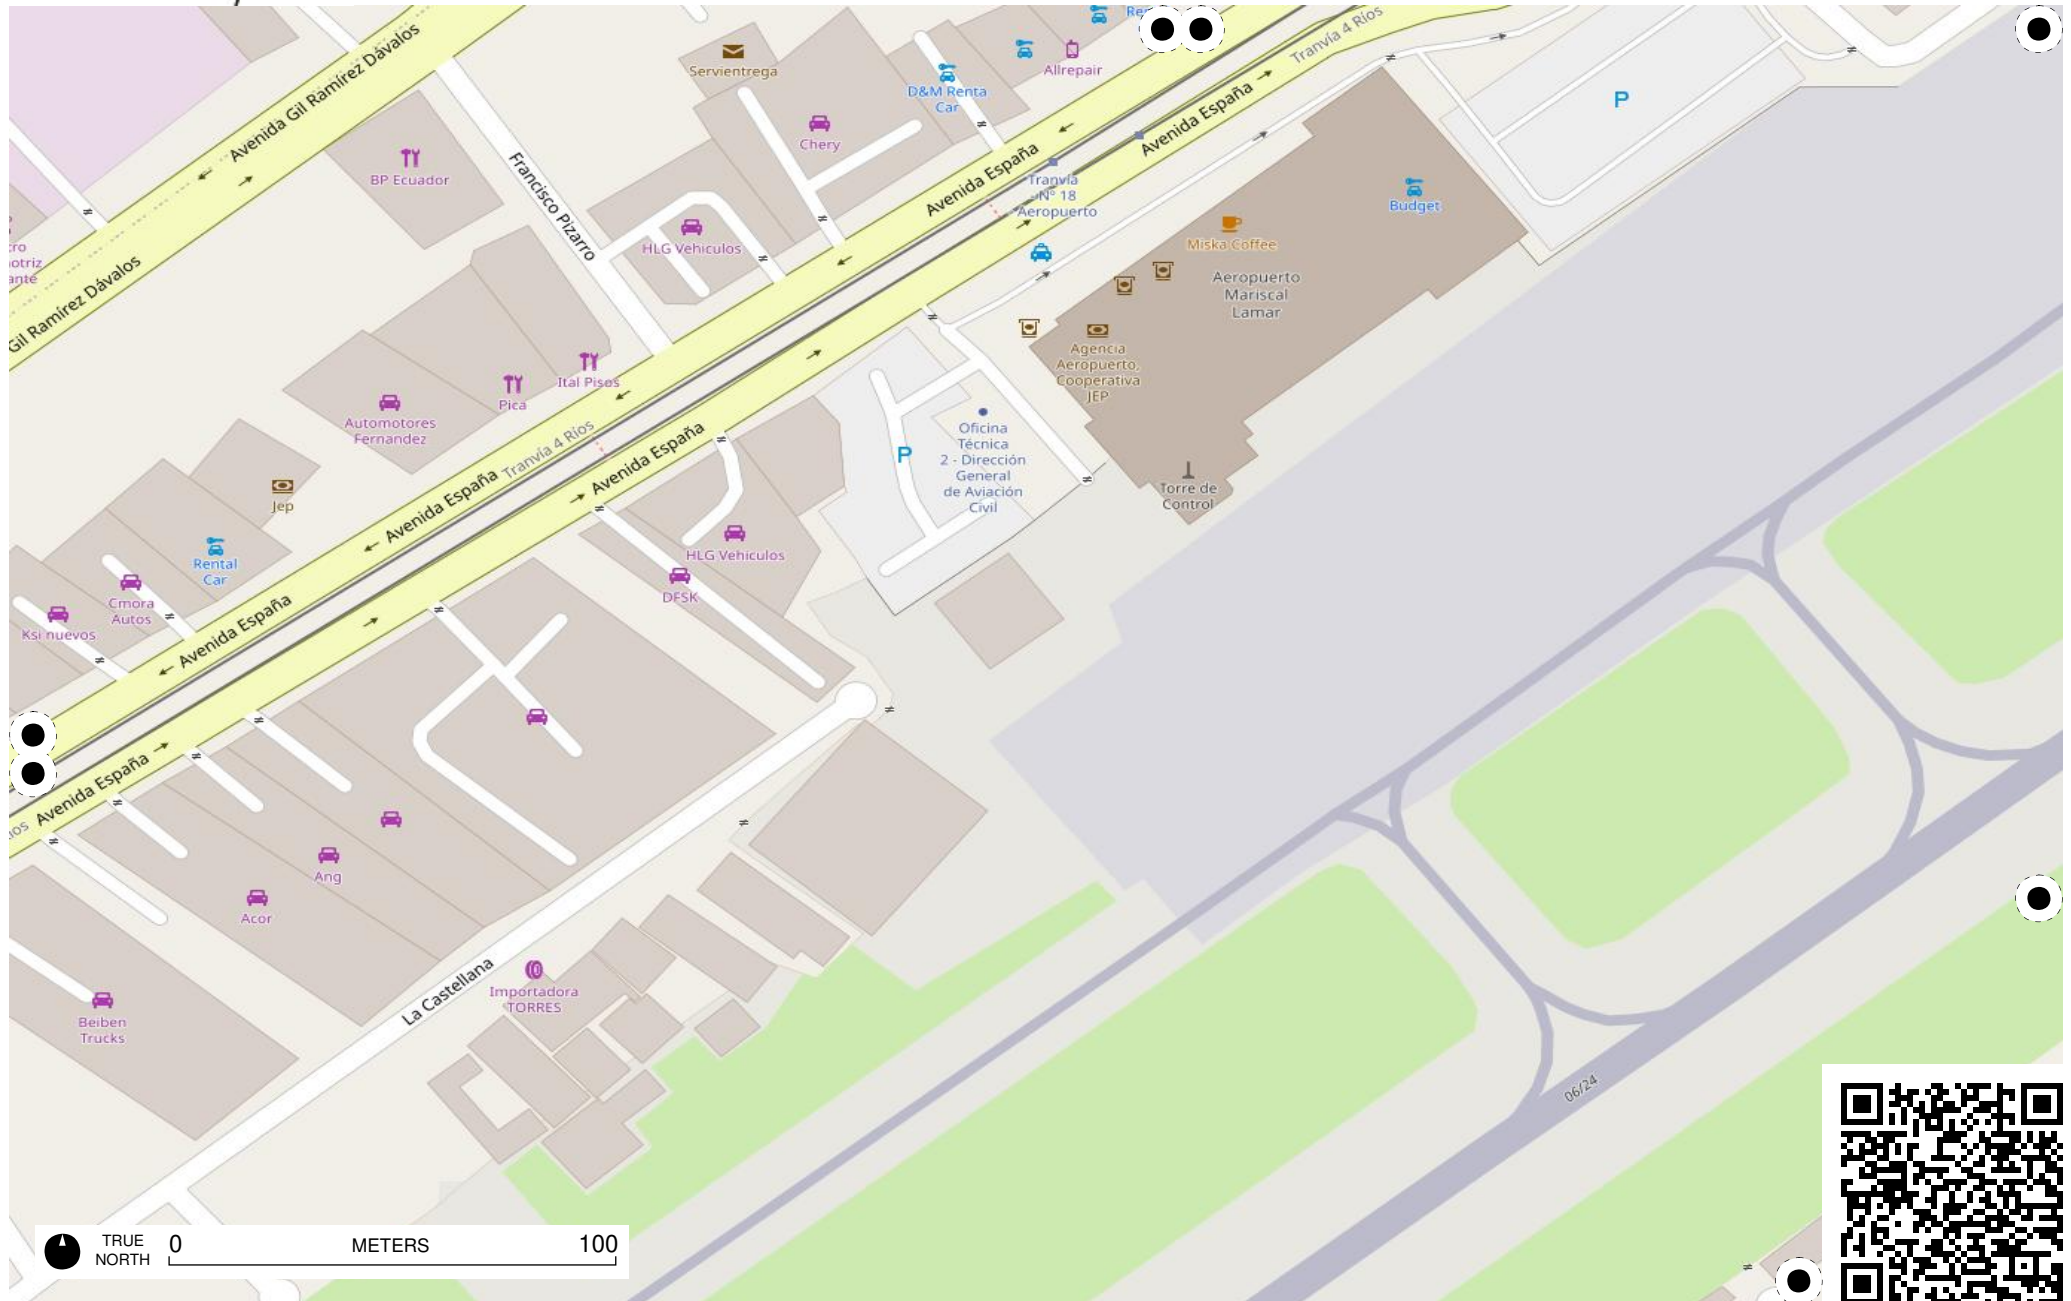 Avenida Gil Ramírez Dávalos
Servientrega
Allrepair
D&M Renta
Car
Tranvía 4 Ríos
Chery
BP Ecuador
Francisco Pizarro
Avenida España
Avenida España
Tranvía
Nº 18
Aeropuerto
Budget
HLG Vehiculos
Miska Coffee
Gil Ramírez Dávalos
Aeropuerto
Mariscal
Lamar
Agencia
Aeropuerto,
Cooperativa
JEP
Ital Pisos
Pica
Automotores
Fernandez
Tranvía 4 Ríos
Avenida España
Avenida España
P
P
Oficina
Técnica
2 - Dirección
General
de Aviación
Civil
Torre de
Control
Jep
HLG Vehiculos
DFSK
Rental
Car
Cmora
Autos
Ksi nuevos
Avenida España
Avenida España
Ang
Acor
La Castellana
Importadora
TORRES
Beiben
Trucks
06/24
TRUE
NORTH
0 METERS 100